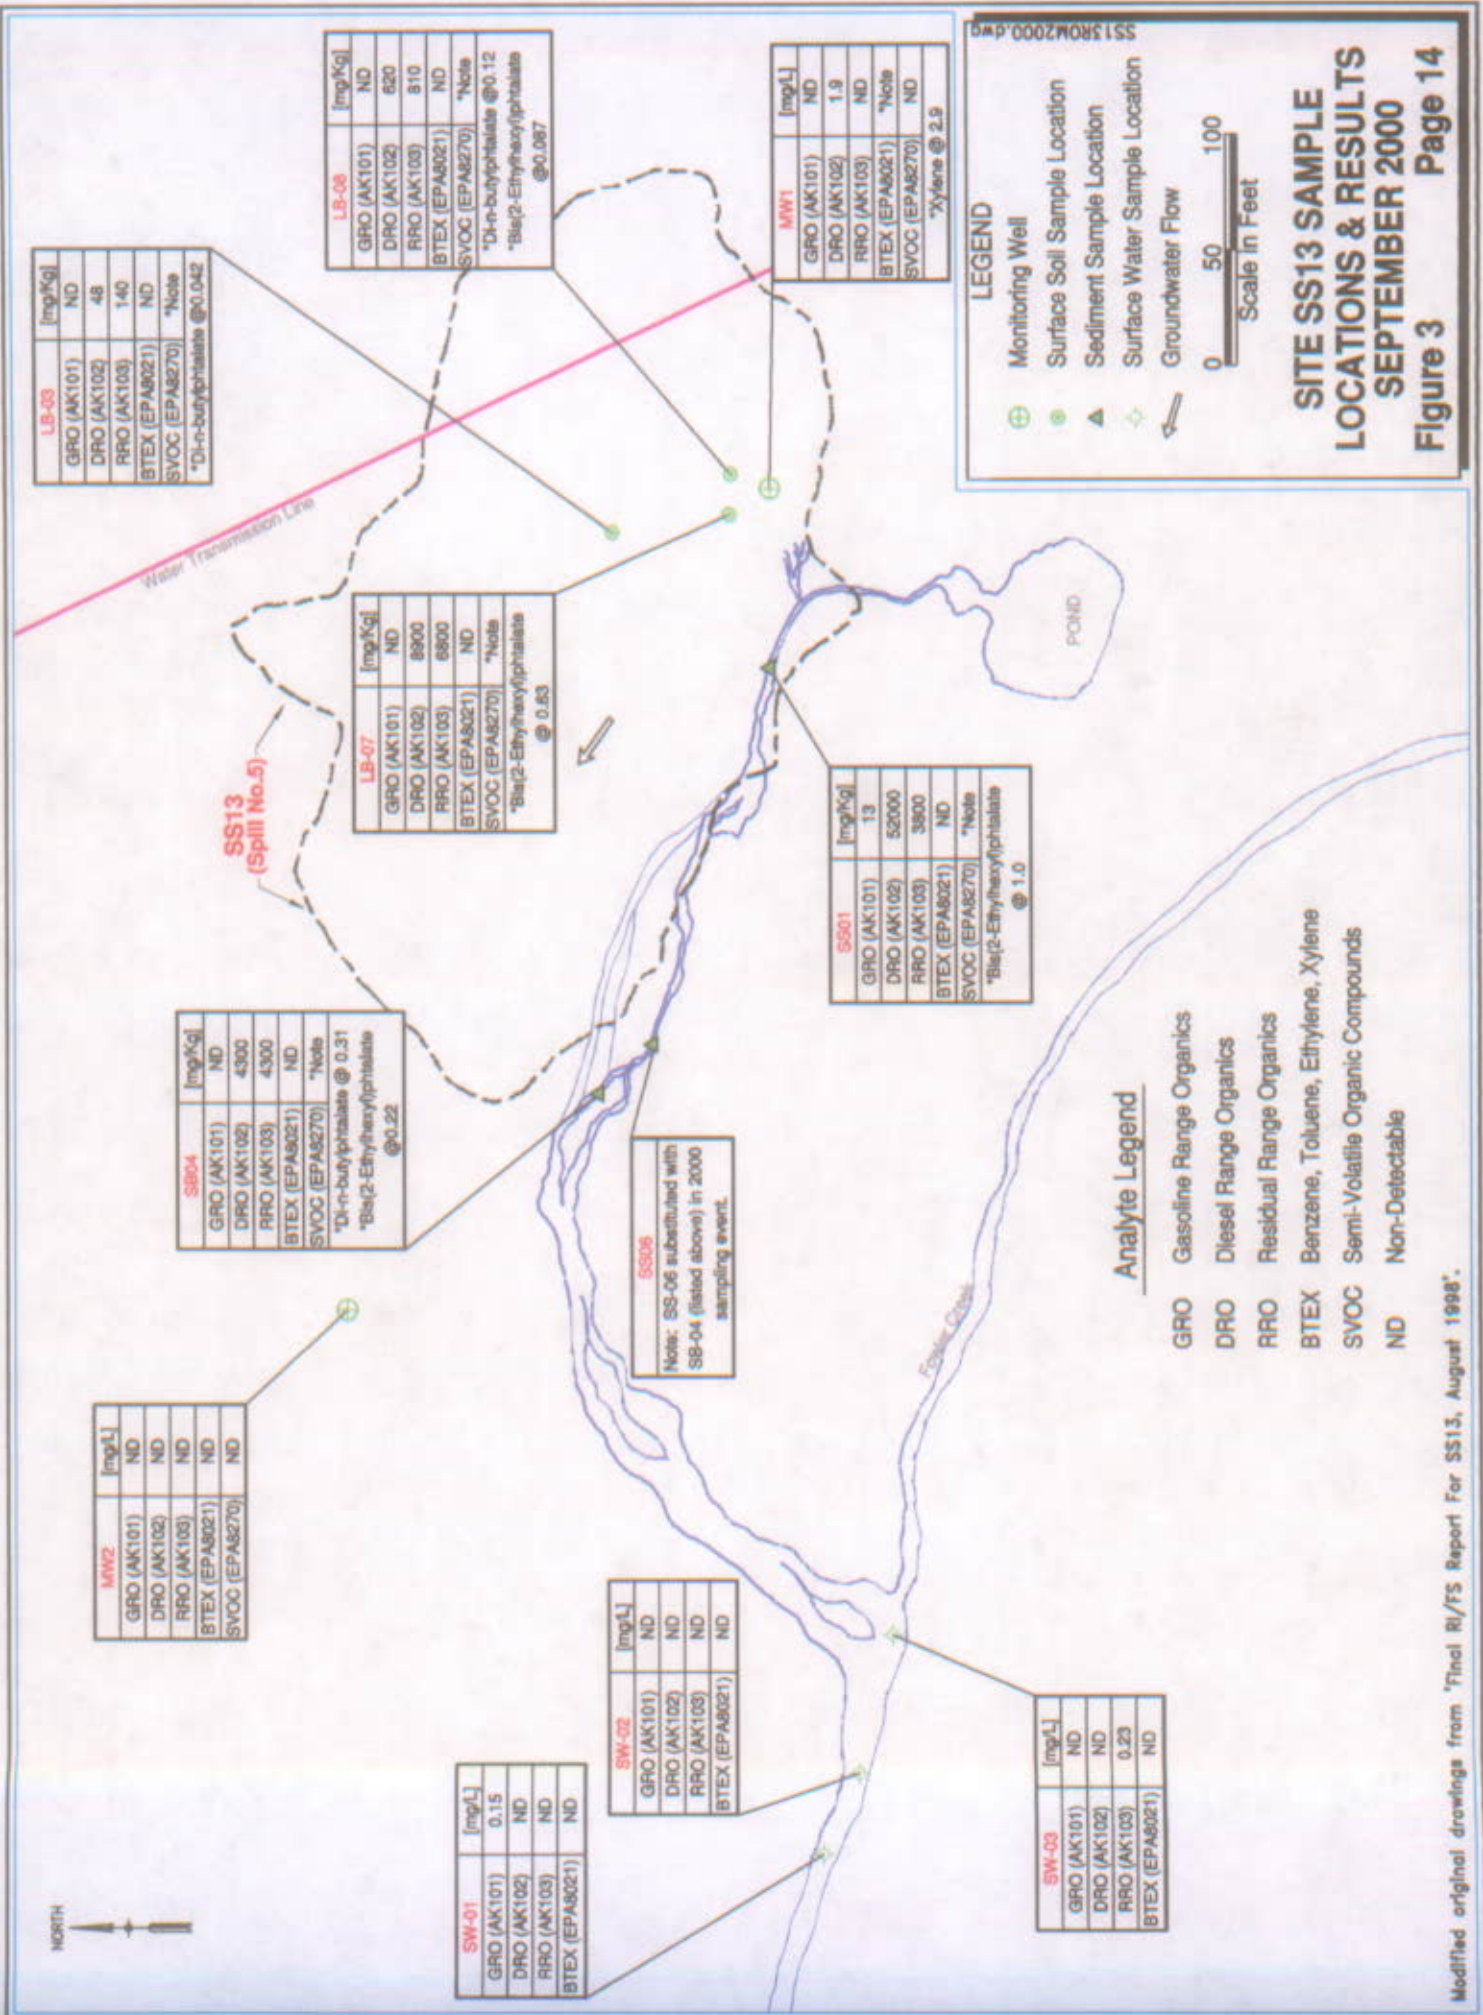 NORTH
MW2 [mg/L]
GRO (AK101) ND
DRO (AK102) ND
RRO (AK103) ND
BTEX (EPA8021) ND
SVOC (EPA8270) ND
SB04 [mg/Kg]
GRO (AK101) ND
DRO (AK102) 4300
RRO (AK103) 4300
BTEX (EPA8021) ND
SVOC (EPA8270) *Note
*Di-n-butylphtalate @ 0.31
*Bis(2-Ethylhexyl)phtalate
@0.22
SS13
(Spill No.5)
Water Transmission Line
LB-03 [mg/Kg]
GRO (AK101) ND
DRO (AK102) 48
RRO (AK103) 140
BTEX (EPA8021) ND
SVOC (EPA8270) *Note
*Di-n-butylphtalate @0.042
LB-08 [mg/Kg]
GRO (AK101) ND
DRO (AK102) 620
RRO (AK103) 810
BTEX (EPA8021) ND
SVOC (EPA8270) *Note
*Di-n-butylphtalate @0.12
*Bis(2-Ethylhexyl)phtalate
@0.087
LB-07 [mg/Kg]
GRO (AK101) ND
DRO (AK102) 8900
RRO (AK103) 6800
BTEX (EPA8021) ND
SVOC (EPA8270) *Note
*Bis(2-Ethylhexyl)phtalate
@ 0.63
SW-01 [mg/L]
GRO (AK101) 0.15
DRO (AK102) ND
RRO (AK103) ND
BTEX (EPA8021) ND
SW-02 [mg/L]
GRO (AK101) ND
DRO (AK102) ND
RRO (AK103) ND
BTEX (EPA8021) ND
SS06
Note: SS-06 substituted with
SB-04 (listed above) in 2000
sampling event.
SS01 [mg/Kg]
GRO (AK101) 13
DRO (AK102) 52000
RRO (AK103) 3800
BTEX (EPA8021) ND
SVOC (EPA8270) *Note
*Bis(2-Ethylhexyl)phtalate
@ 1.0
MW1 [mg/L]
GRO (AK101) ND
DRO (AK102) 1.9
RRO (AK103) ND
BTEX (EPA8021) *Note
SVOC (EPA8270) ND
*Xylene @ 2.9
POND
Fowler Creek
SW-03 [mg/L]
GRO (AK101) ND
DRO (AK102) ND
RRO (AK103) 0.23
BTEX (EPA8021) ND
Analyte Legend
GRO Gasoline Range Organics
DRO Diesel Range Organics
RRO Residual Range Organics
BTEX Benzene, Toluene, Ethylene, Xylene
SVOC Semi-Volatile Organic Compounds
ND Non-Detectable
LEGEND
Monitoring Well
Surface Soil Sample Location
Sediment Sample Location
Surface Water Sample Location
Groundwater Flow
0 50 100
Scale in Feet
SS13ROM2000.dwg
SITE SS13 SAMPLE
LOCATIONS & RESULTS
SEPTEMBER 2000
Figure 3 Page 14
Modified original drawings from "Final RI/FS Report For SS13, August 1998".